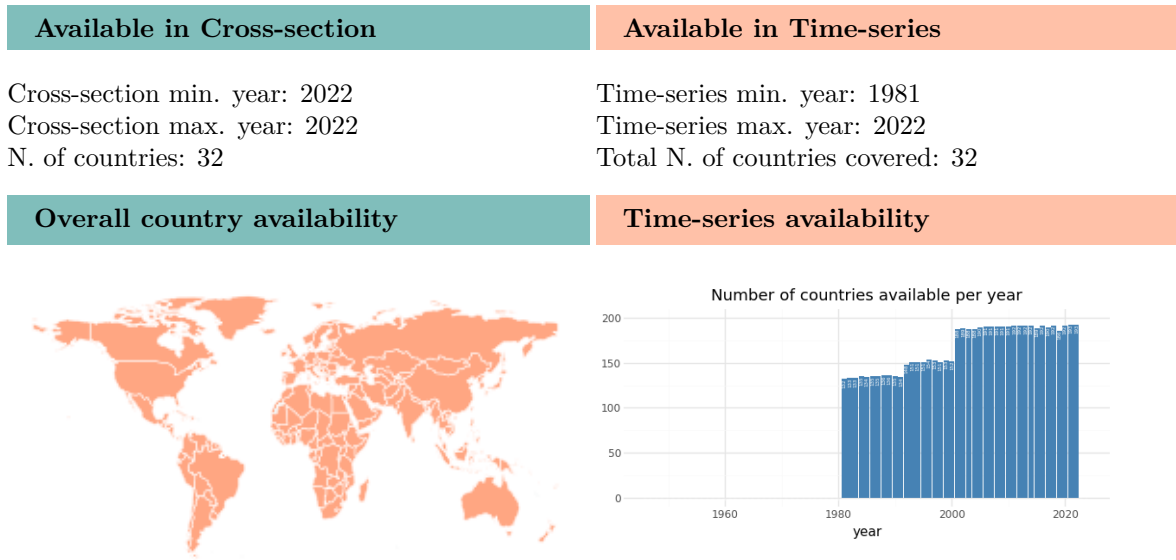 Available in Cross-section
Available in Time-series
Cross-section min. year: 2022
Cross-section max. year: 2022
N. of countries: 32
Time-series min. year: 1981
Time-series max. year: 2022
Total N. of countries covered: 32
Overall country availability
Time-series availability
Number of countries available per year
200
150
100
50
0
1960
1980
2000
2020
year